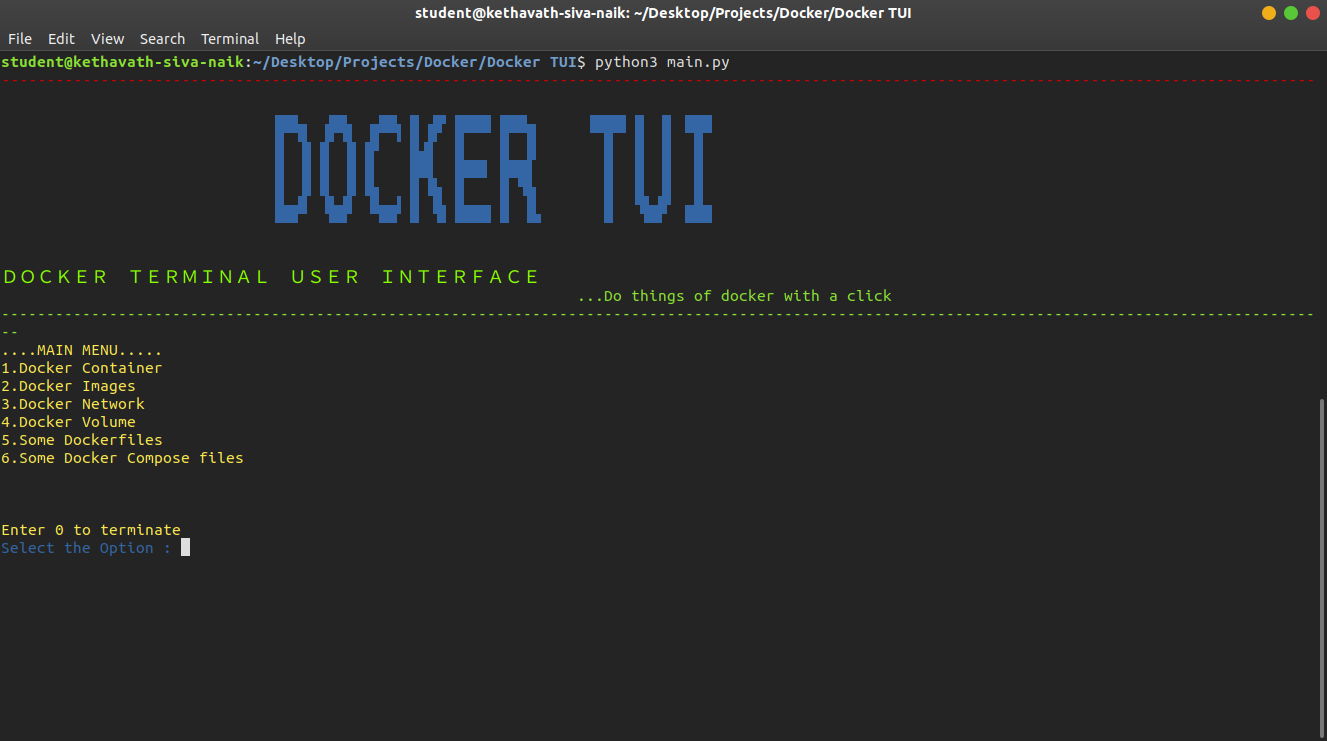 student@kethavath-siva-naik: ~/Desktop/Projects/Docker/Docker TUI
File Edit View Search Terminal Help
student@kethavath-siva-naik:~/Desktop/Projects/Docker/Docker TUI$ python3 main.py
DOCKER TUI
DOCKER TERMINAL USER INTERFACE
...Do things of docker with a click
--
....MAIN MENU.....
1.Docker Container
2.Docker Images
3.Docker Network
4.Docker Volume
5.Some Dockerfiles
6.Some Docker Compose files
Enter 0 to terminate
Select the Option :